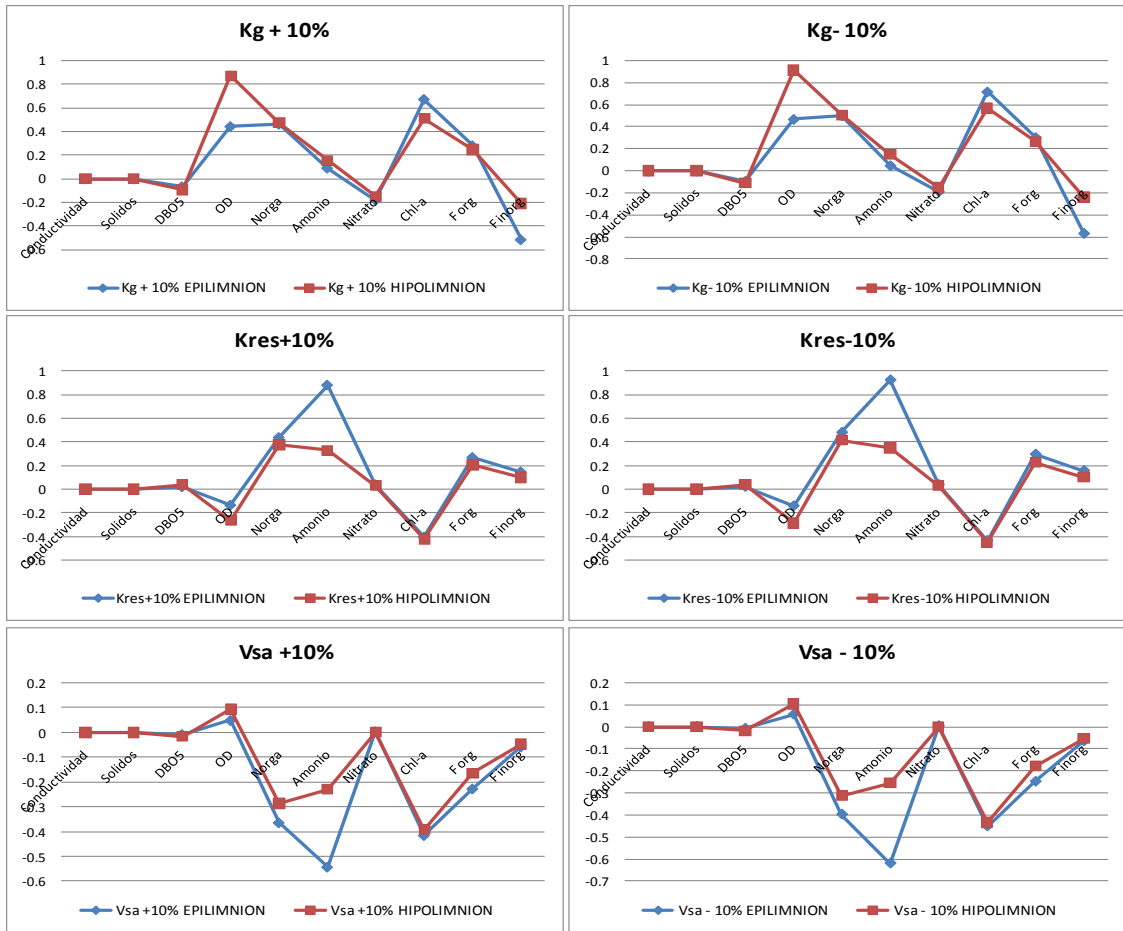 Kg + 10%
1
0.8
0.6
0.4
0.2
0
-0.2
-0.4
-0.6
Conductividad
Solidos
DBO5
OD
Norga
Amonio
Nitrato
Chl-a
Forg
Finorg
Kg + 10% EPILIMNION
Kg + 10% HIPOLIMNION
Kg- 10%
1
0.8
0.6
0.4
0.2
0
-0.2
-0.4
-0.6
-0.8
Conductividad
Solidos
DBO5
OD
Norga
Amonio
Nitrato
Chl-a
Forg
Finorg
Kg- 10% EPILIMNION
Kg- 10% HIPOLIMNION
Kres+10%
1
0.8
0.6
0.4
0.2
0
-0.2
-0.4
-0.6
Conductividad
Solidos
DBO5
OD
Norga
Amonio
Nitrato
Chl-a
Forg
Finorg
Kres+10% EPILIMNION
Kres+10% HIPOLIMNION
Kres-10%
1
0.8
0.6
0.4
0.2
0
-0.2
-0.4
-0.6
Conductividad
Solidos
DBO5
OD
Norga
Amonio
Nitrato
Chl-a
Forg
Finorg
Kres-10% EPILIMNION
Kres-10% HIPOLIMNION
Vsa +10%
0.2
0.1
0
-0.1
-0.2
-0.3
-0.4
-0.5
-0.6
Conductividad
Solidos
DBO5
OD
Norga
Amonio
Nitrato
Chl-a
Forg
Finorg
Vsa +10% EPILIMNION
Vsa +10% HIPOLIMNION
Vsa - 10%
0.2
0.1
0
-0.1
-0.2
-0.3
-0.4
-0.5
-0.6
-0.7
Conductividad
Solidos
DBO5
OD
Norga
Amonio
Nitrato
Chl-a
Forg
Finorg
Vsa - 10% EPILIMNION
Vsa - 10% HIPOLIMNION